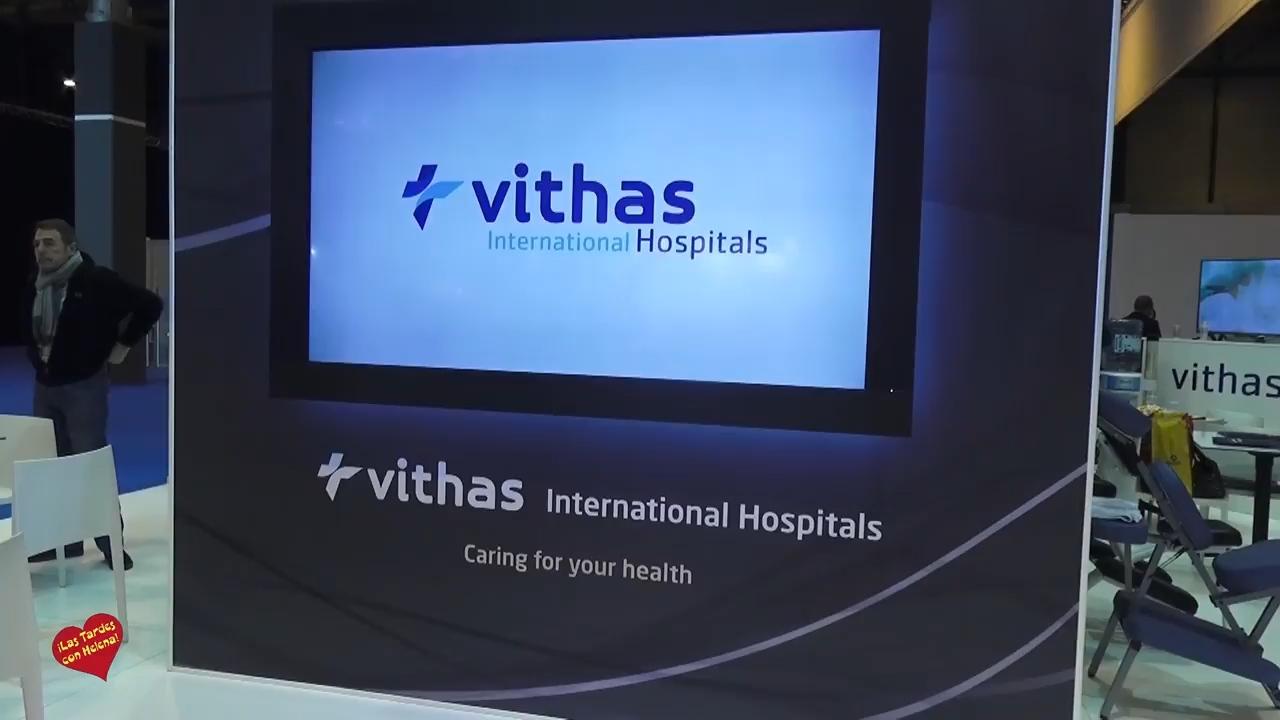 vithas
International Hospitals
vithas International Hospitals
Caring for your health
vithas
¡Las Tardes
con Helena!